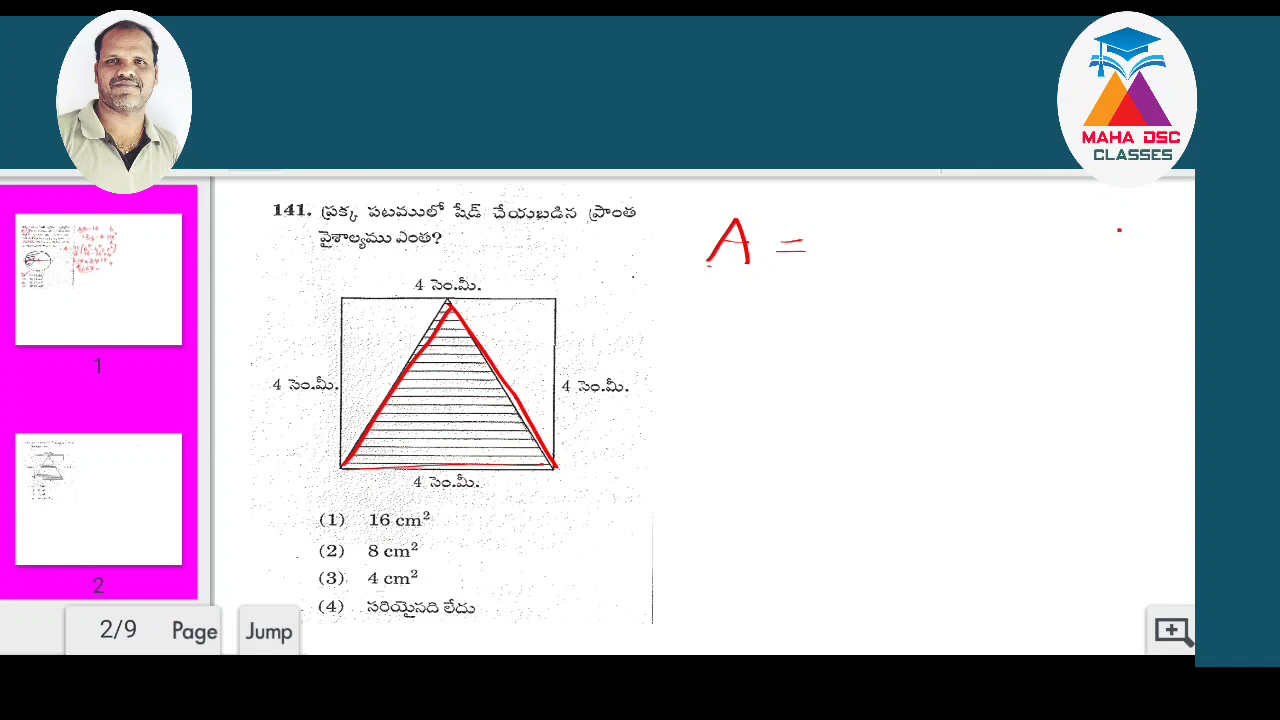 MAHA DSC
CLASSES
141. ప్రక్క పటములో షేడ్ చేయబడిన ప్రాంత
వైశాల్యము ఎంత?
A =
4 సెం.మీ.
4 సెం.మీ.
4 సెం.మీ.
4 సెం.మీ.
(1) 16 cm²
(2) 8 cm²
(3) 4 cm²
(4) సరియైనది లేదు
1
2
2/9 Page Jump